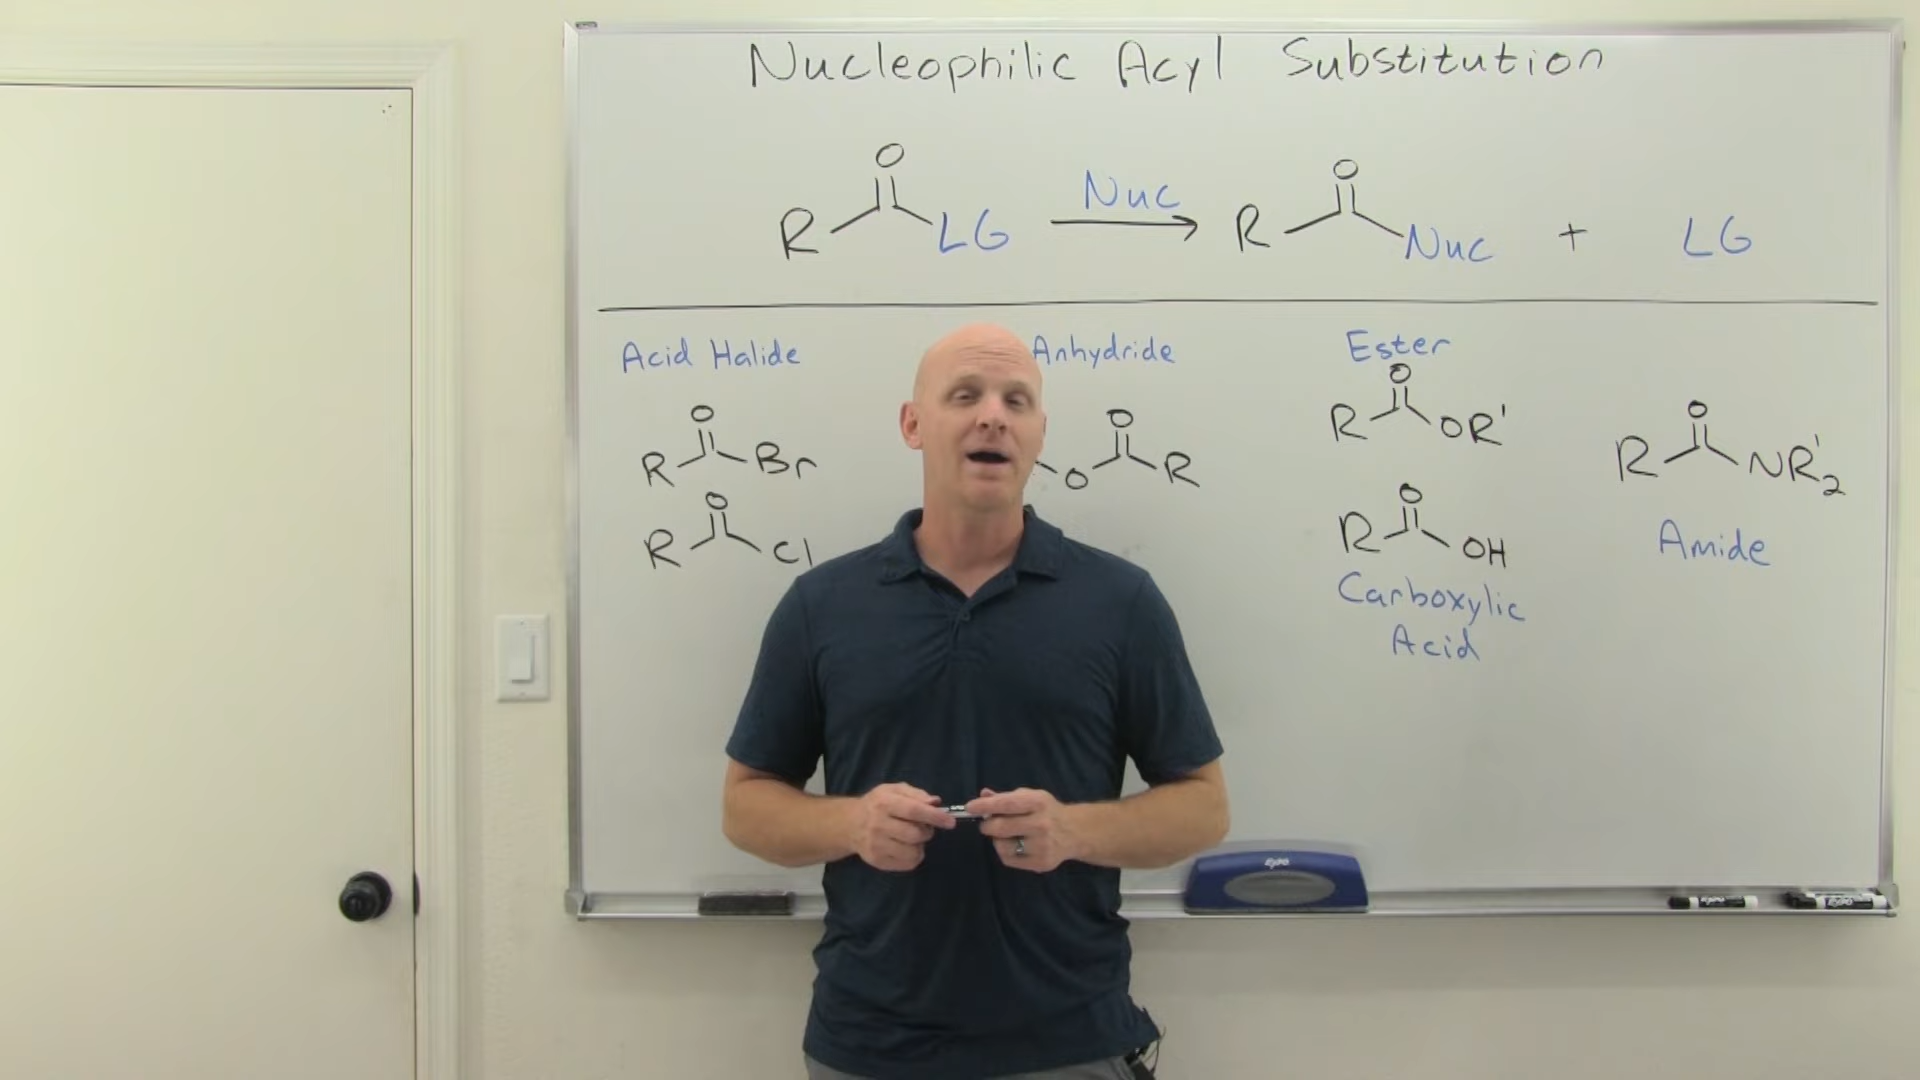 Nucleophilic Acyl Substitution
O
R LG Nuc R O Nuc + LG
Acid Halide
O
R Br
O
R Cl
Anhydride
O
O R
Ester
O
R OR'
O
R OH
Carboxylic
Acid
O
R NR'2
Amide
EXPO